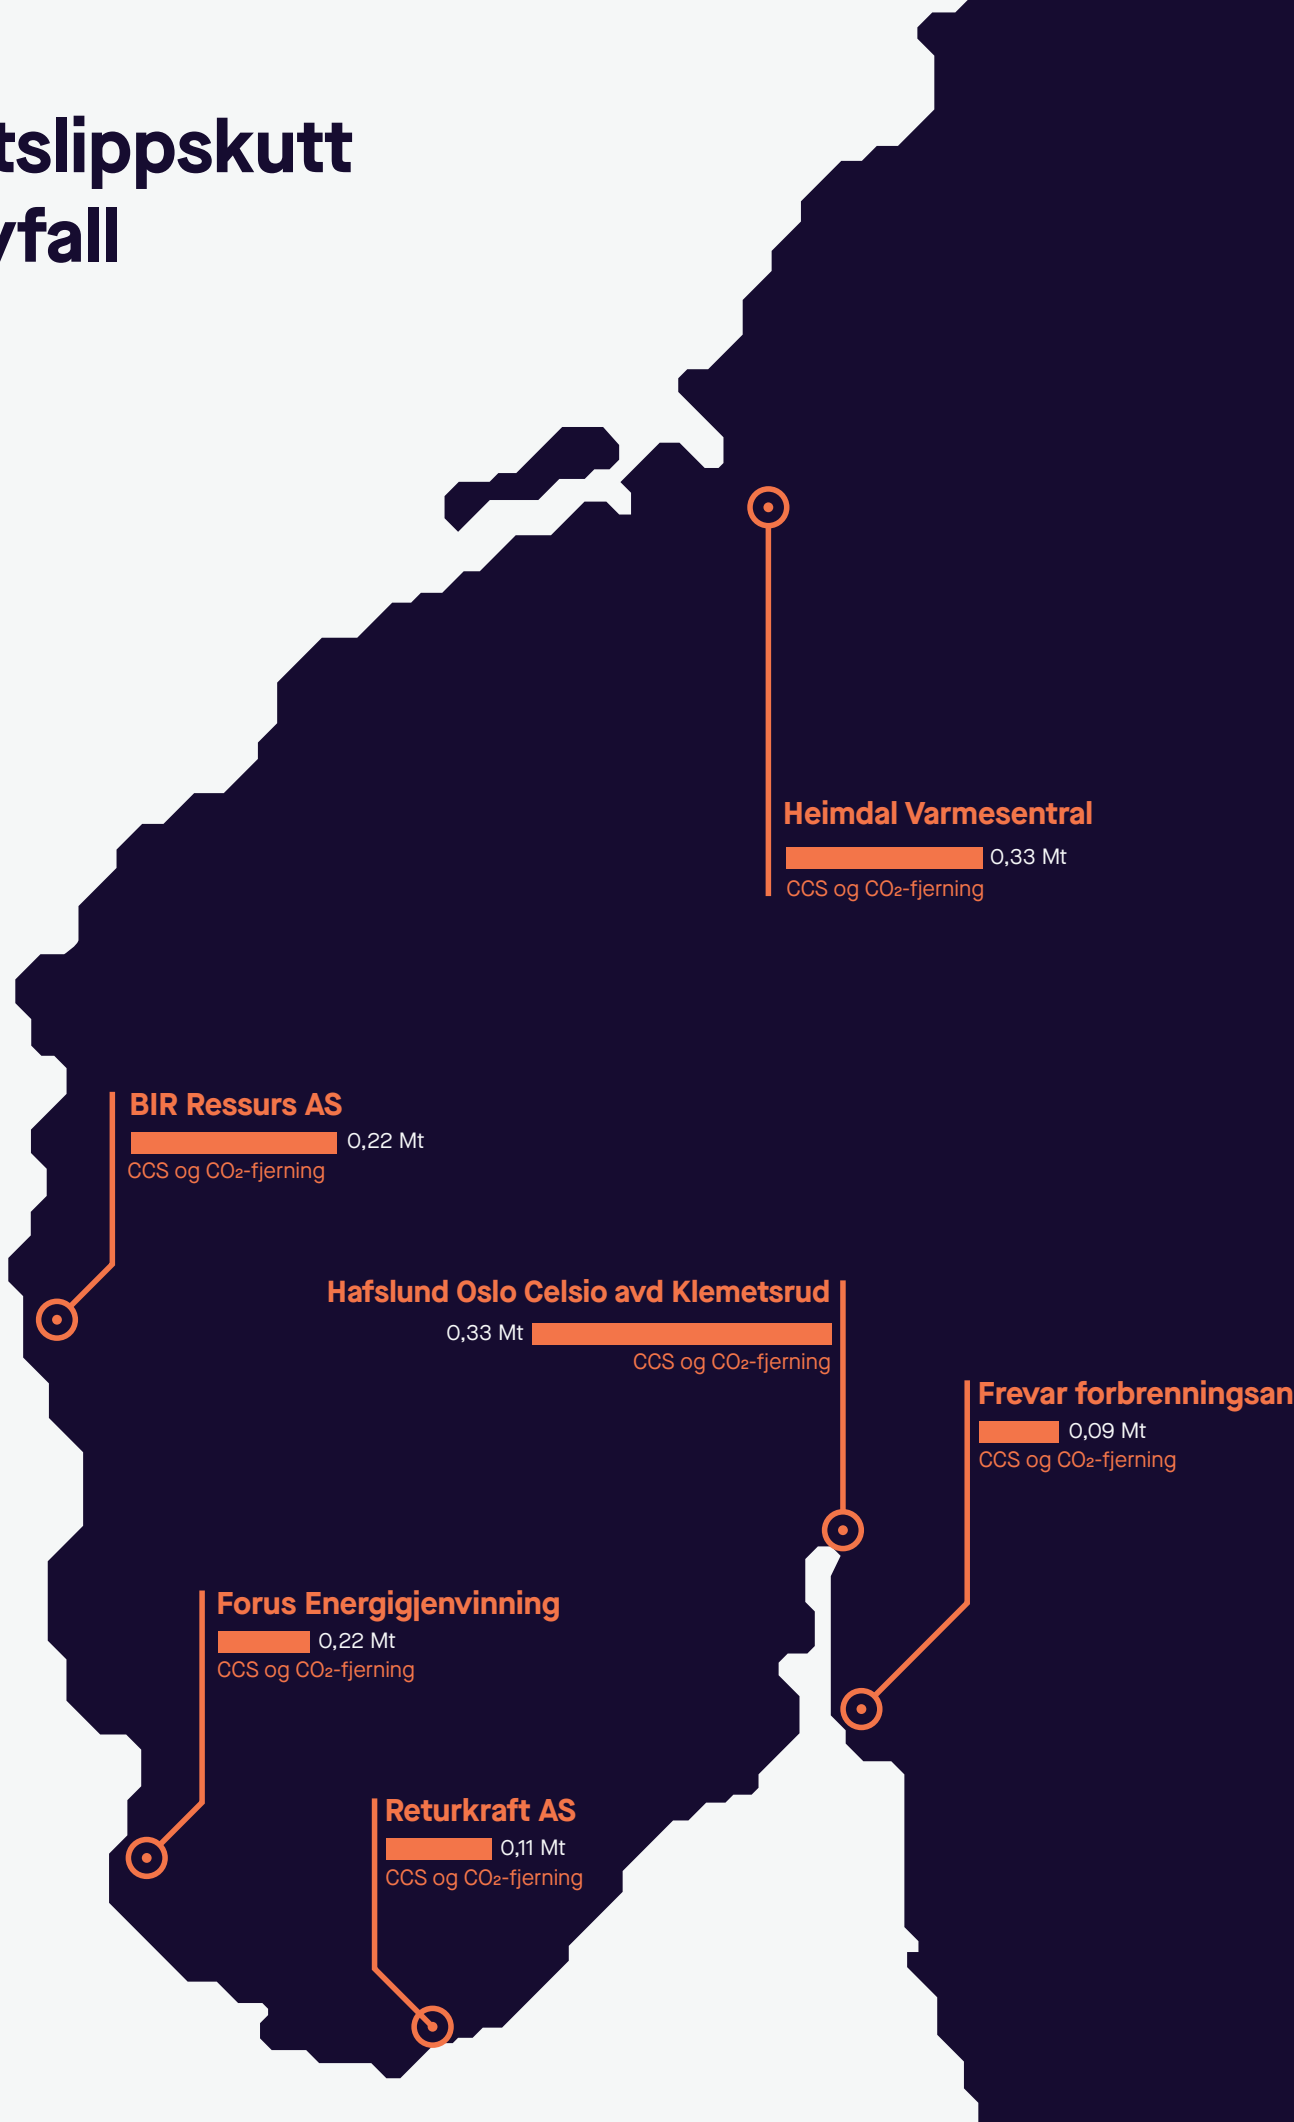 tslippskutt
vfall
Heimdal Varmesentral
0,33 Mt
CCS og CO₂-fjerning
BIR Ressurs AS
0,22 Mt
CCS og CO₂-fjerning
Hafslund Oslo Celsio avd Klemetsrud
0,33 Mt
CCS og CO₂-fjerning
Frevar forbrenningsan
0,09 Mt
CCS og CO₂-fjerning
Forus Energigjenvinning
0,22 Mt
CCS og CO₂-fjerning
Returkraft AS
0,11 Mt
CCS og CO₂-fjerning